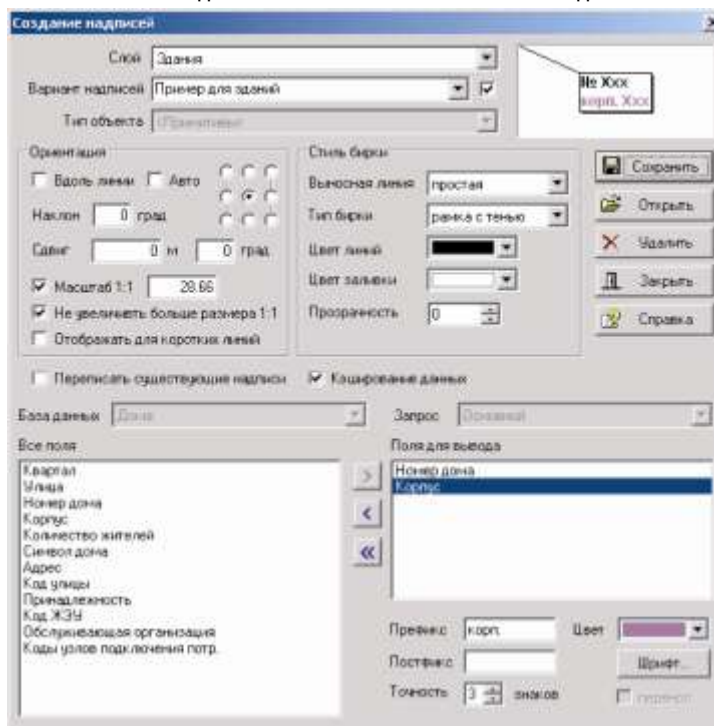 Создание надписей
Слой Здания
Вариант надписей Пример для зданий
Тип объекта <Примитивы>
№ Xxx
корп. Xxx
Ориентация
Вдоль линии Авто
Наклон 0 град
Сдвиг 0 м 0 град
Масштаб 1:1 28.66
Не увеличивать больше размера 1:1
Отображать для коротких линий
Стиль бирки
Выносная линия простая
Тип бирки рамка с тенью
Цвет линий
Цвет заливки
Прозрачность 0
Сохранить
Открыть
Удалить
Закрыть
Справка
Переписать существующие надписи Кэширование данных
База данных Дома Запрос Основной
Все поля
Квартал
Улица
Номер дома
Корпус
Количество жителей
Символ дома
Адрес
Код улицы
Принадлежность
Код ЖЭУ
Обслуживающая организация
Коды узлов подключения потр.
Поля для вывода
Номер дома
Корпус
Префикс корп. Цвет
Постфикс Шрифт...
Точность 3 знаков перенос